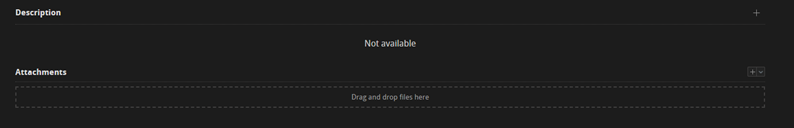 Description
Not available
Attachments
Drag and drop files here